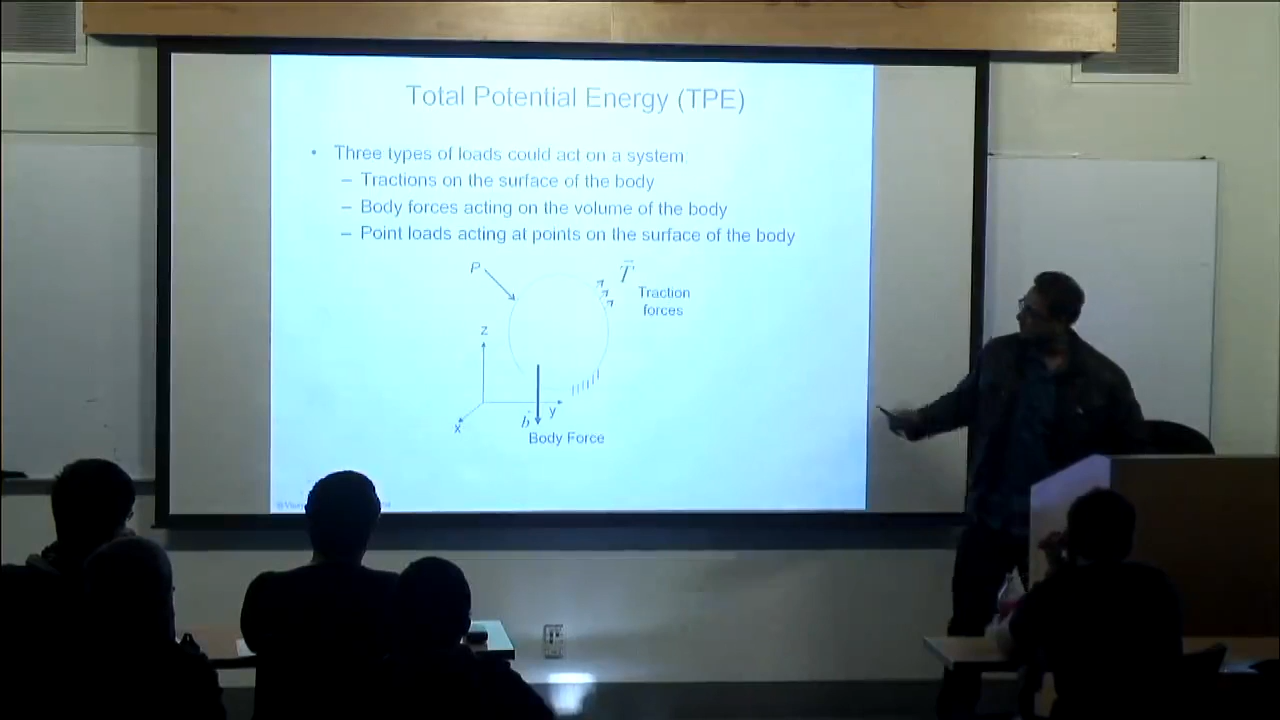 Total Potential Energy (TPE)
• Three types of loads could act on a system:
– Tractions on the surface of the body
– Body forces acting on the volume of the body
– Point loads acting at points on the surface of the body
P
T
Traction
forces
z
y
x
b
Body Force